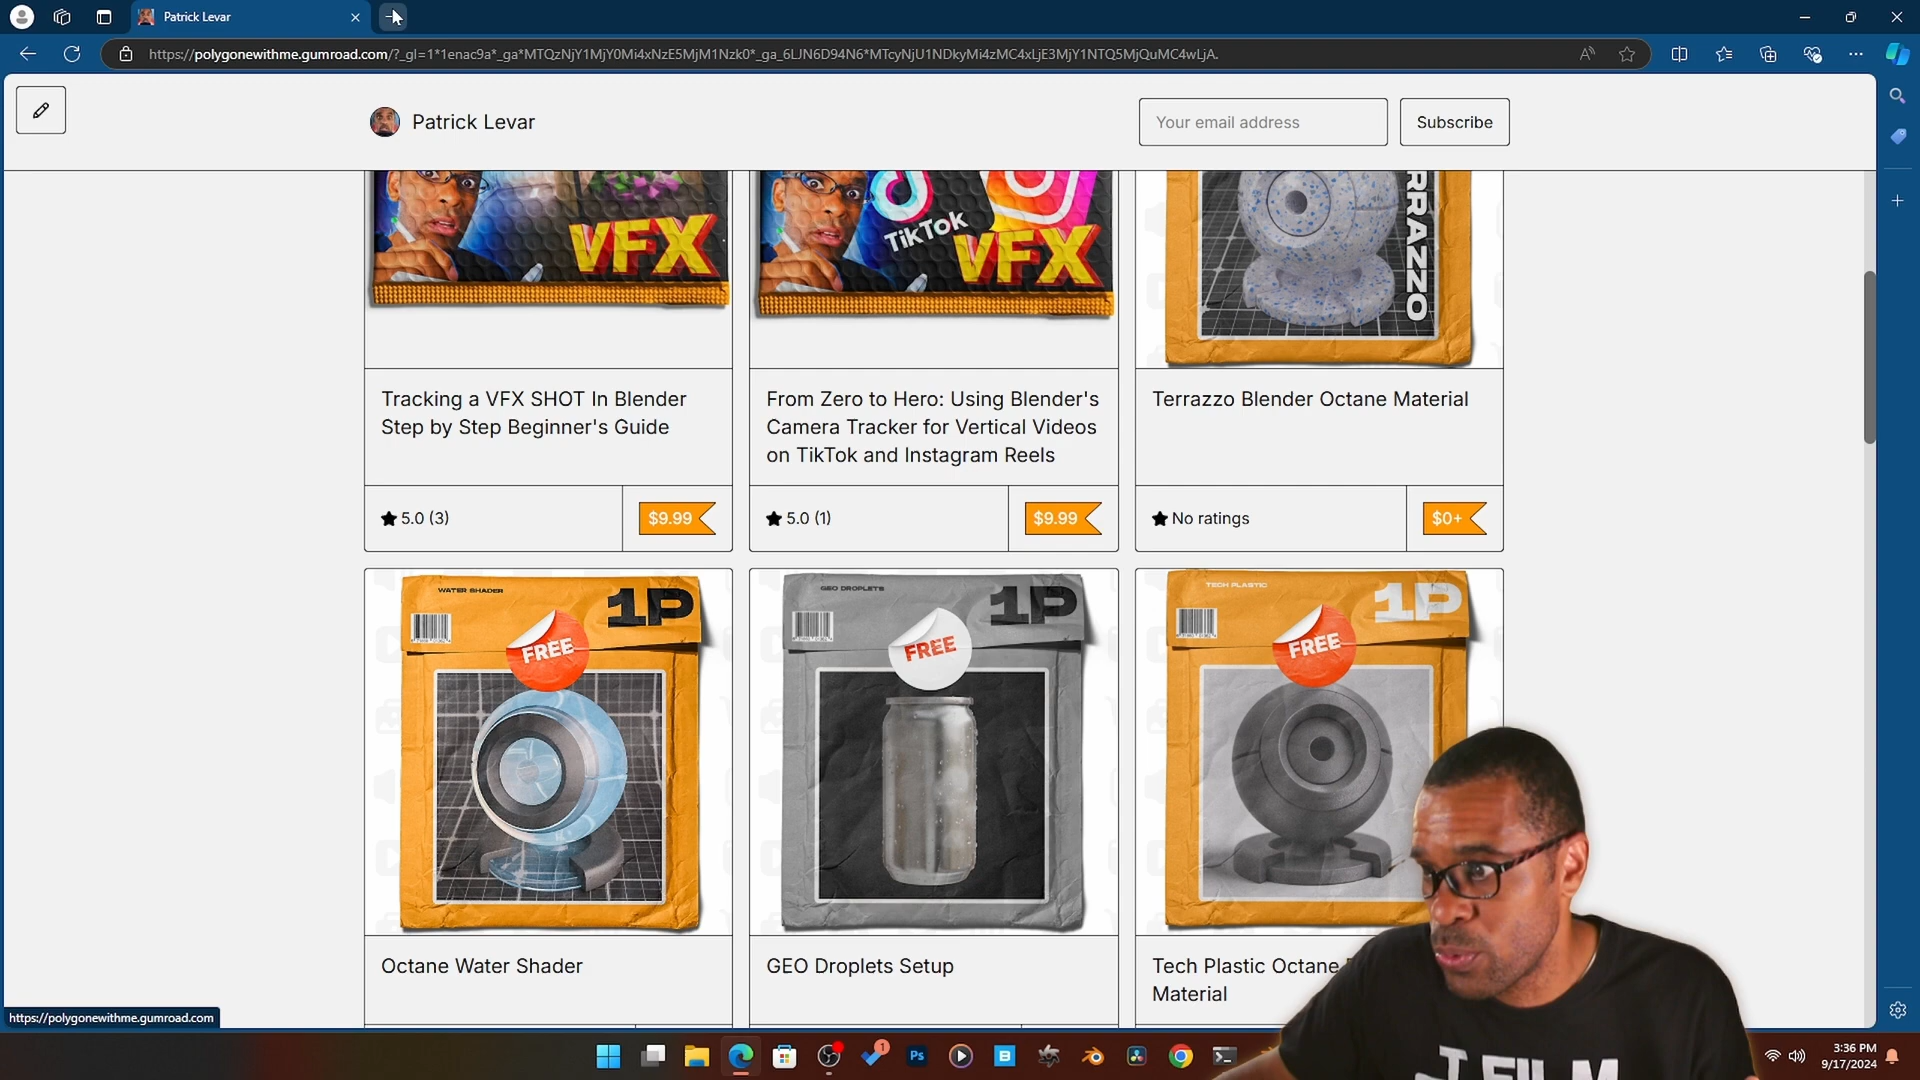 Patrick Levar
https://polygonewithme.gumroad.com/?_gl=1*1enac9a*_ga*MTQzNjY1MjY0Mi4xNzE5MjM1Nzk0*_ga_6LJN6D94N6*MTcyNjU1NDkyMi4zMC4xLjE3MjY1NTQ5MjQuMC4wLjA.
Patrick Levar
Your email address
Subscribe
VFX
TikTok
VFX
RRAZZO
Tracking a VFX SHOT In Blender
Step by Step Beginner's Guide
From Zero to Hero: Using Blender's
Camera Tracker for Vertical Videos
on TikTok and Instagram Reels
Terrazzo Blender Octane Material
5.0 (3)
$9.99
5.0 (1)
$9.99
No ratings
$0+
WATER SHADER
1P
FREE
GEO DROPLETS
1P
FREE
TECH PLASTIC
1P
FREE
Octane Water Shader
GEO Droplets Setup
Tech Plastic Octane
Material
https://polygonewithme.gumroad.com
1
Ps
3:36 PM
9/17/2024